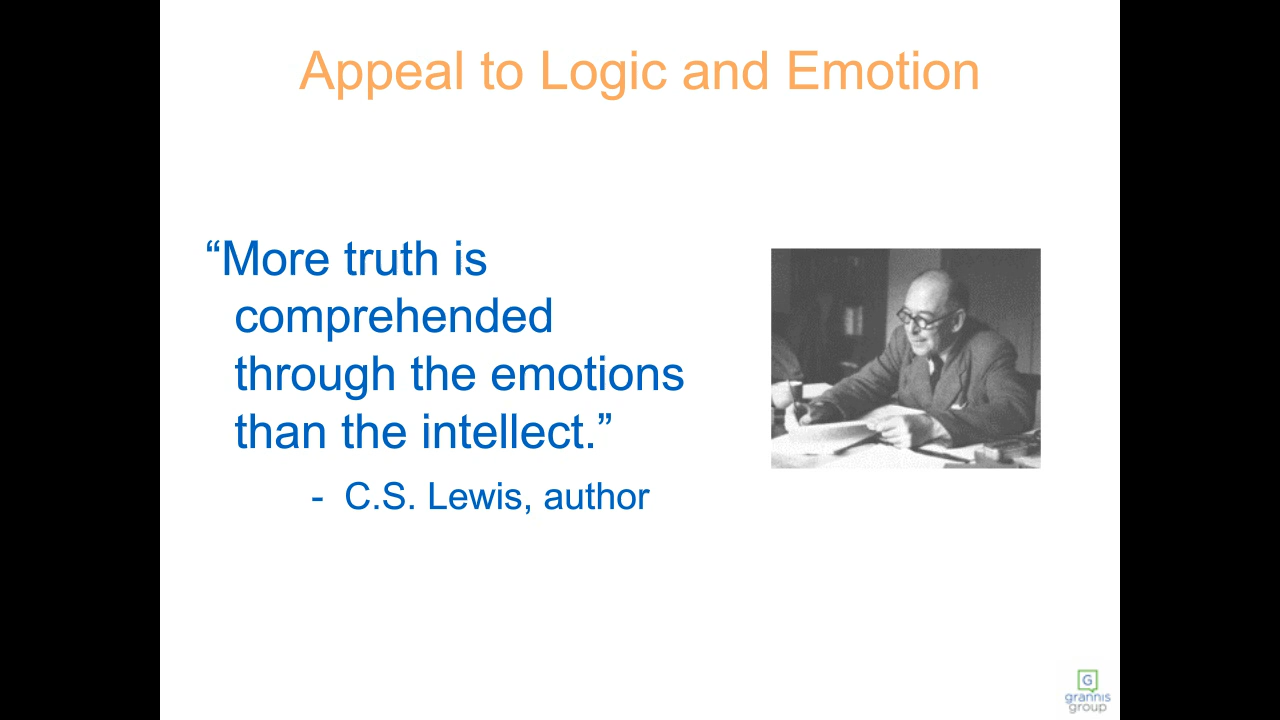 Appeal to Logic and Emotion
“More truth is
comprehended
through the emotions
than the intellect.”
- C.S. Lewis, author
G
grannis
group